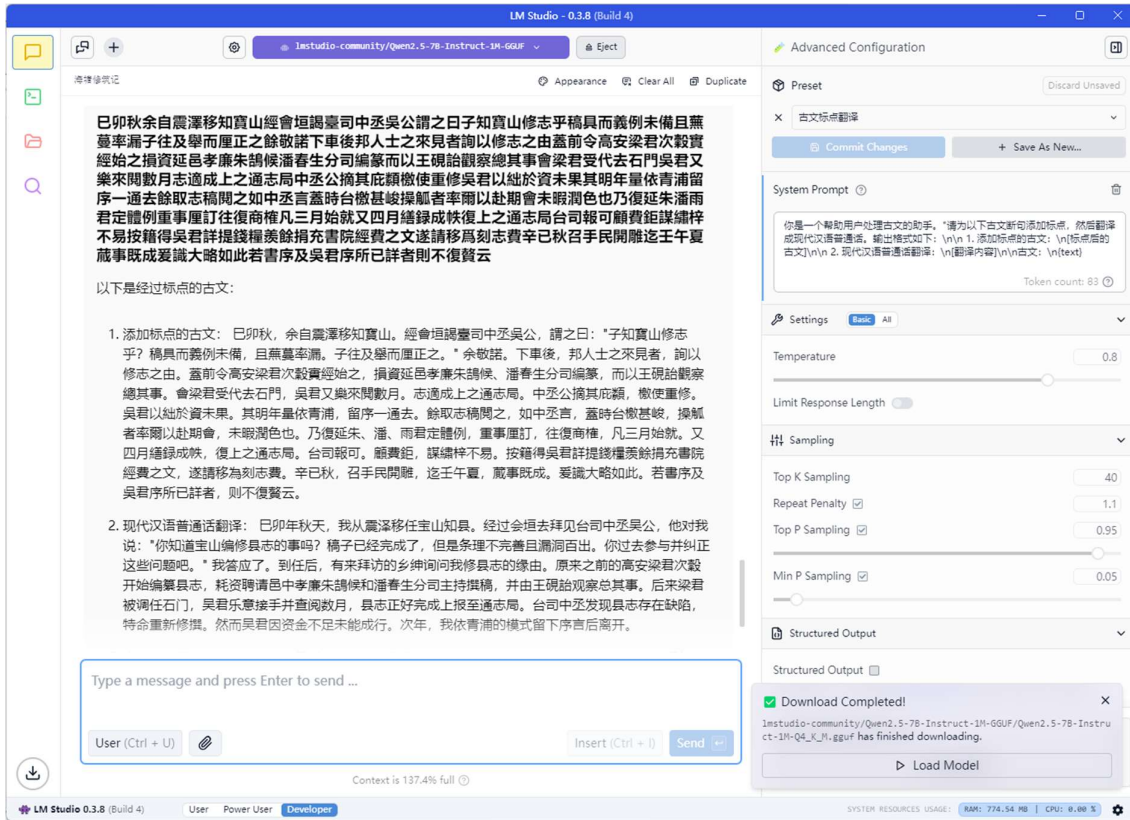 LM Studio - 0.3.8 (Build 4)
lmstudio-community/Qwen2.5-7B-Instruct-1M-GGUF
Eject
海塘修筑记
Appearance
Clear All
Duplicate
巳卯秋余自震澤移知寶山經會垣謁臺司中丞吳公謂之曰子知寶山修志乎稿具而義例未備且蕪
蔓率漏子往及舉而厘正之餘敬諾下車後邦人士之來見者詢以修志之由蓋前令高安梁君次穀實
經始之損資延邑孝廉朱鵠候潘春生分司編篆而以王硯詒觀察總其事會梁君受代去石門吳君又
樂來閱數月志適成上之通志局中丞公摘其庇纇檄使重修吳君以絀於資未果其明年量依青浦留
序一通去餘取志稿閱之如中丞言蓋時台檄甚峻操觚者率爾以赴期會未暇潤色也乃復延朱潘雨
君定體例重事厘訂往復商榷凡三月始就又四月繕録成帙復上之通志局台司報可顧費鉅謀繡梓
不易按籍得吳君詳提錢糧羨餘捐充書院經費之文遂請移爲刻志費辛巳秋召手民開雕迄壬午夏
蕆事既成爰識大略如此若書序及吳君序所已詳者則不復贅云
以下是经过标点的古文：
1. 添加标点的古文： 巳卯秋，余自震澤移知寶山。經會垣謁臺司中丞吳公，謂之曰："子知寶山修志
乎？稿具而義例未備，且蕪蔓率漏。子往及舉而厘正之。" 余敬諾。下車後，邦人士之來見者，詢以
修志之由。蓋前令高安梁君次穀實經始之，損資延邑孝廉朱鵠候、潘春生分司編篆，而以王硯詒觀察
總其事。會梁君受代去石門，吳君又樂來閱數月。志適成上之通志局。中丞公摘其庇纇，檄使重修。
吳君以絀於資未果。其明年量依青浦，留序一通去。餘取志稿閱之，如中丞言，蓋時台檄甚峻，操觚
者率爾以赴期會，未暇潤色也。乃復延朱、潘、雨君定體例，重事厘訂，往復商榷，凡三月始就。又
四月繕録成帙，復上之通志局。台司報可。顧費鉅，謀繡梓不易。按籍得吳君詳提錢糧羨餘捐充書院
經費之文，遂請移為刻志費。辛巳秋，召手民開雕，迄壬午夏，蕆事既成。爰識大略如此。若書序及
吳君序所已詳者，则不復贅云。
2. 现代汉语普通话翻译： 巳卯年秋天，我从震泽移任宝山知县。经过会垣去拜见台司中丞吴公，他对我
说："你知道宝山编修县志的事吗？稿子已经完成了，但是条理不完善且漏洞百出。你过去参与并纠正
这些问题吧。" 我答应了。到任后，有来拜访的乡绅询问我修县志的缘由。原来之前的高安梁君次穀
开始编纂县志，耗资聘请邑中孝廉朱鵠候和潘春生分司主持撰稿，并由王硯詒观察总其事。后来梁君
被调任石门，吴君乐意接手并查阅数月，县志正好完成上报至通志局。台司中丞发现县志存在缺陷，
特命重新修撰。然而吴君因资金不足未能成行。次年，我依青浦的模式留下序言后离开。
Type a message and press Enter to send ...
User (Ctrl + U)
Insert (Ctrl + I)
Send
Context is 137.4% full
Advanced Configuration
Preset
Discard Unsaved
古文标点翻译
Commit Changes
+ Save As New...
System Prompt
你是一个帮助用户处理古文的助手。"请为以下古文断句添加标点，然后翻译
成现代汉语普通话。输出格式如下：\n\n 1. 添加标点的古文：\n[标点后的
古文]\n\n 2. 现代汉语普通话翻译：\n[翻译内容]\n\n古文：\n{text}
Token count: 83
Settings
Basic
All
Temperature
0.8
Limit Response Length
Sampling
Top K Sampling
40
Repeat Penalty
1.1
Top P Sampling
0.95
Min P Sampling
0.05
Structured Output
Structured Output
Download Completed!
lmstudio-community/Qwen2.5-7B-Instruct-1M-GGUF/Qwen2.5-7B-Instru
ct-1M-Q4_K_M.gguf has finished downloading.
Load Model
LM Studio 0.3.8 (Build 4)
User
Power User
Developer
SYSTEM RESOURCES USAGE:
RAM: 774.54 MB | CPU: 0.00 %